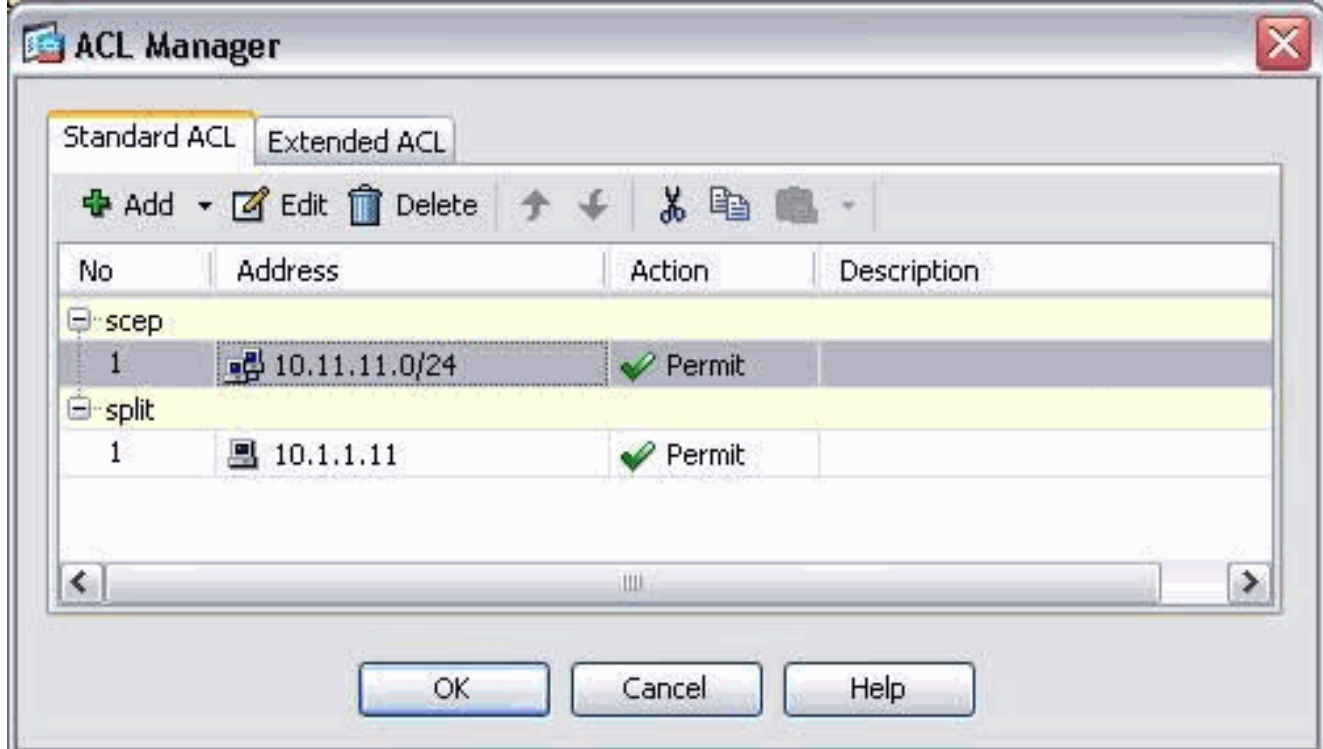 ACL Manager
Standard ACL Extended ACL
Add Edit Delete
No Address Action Description
scep
1 10.11.11.0/24 Permit
split
1 10.1.1.11 Permit
OK Cancel Help